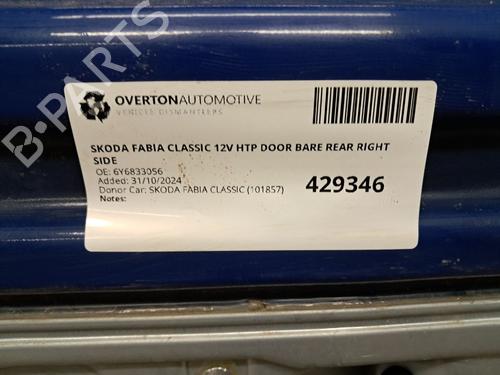 B-PARTS
OVERTONAUTOMOTIVE
VEHICLE DISMANTLERS
SKODA FABIA CLASSIC 12V HTP DOOR BARE REAR RIGHT
SIDE
OE: 6Y6833056
Added: 31/10/2024
Donor Car: SKODA FABIA CLASSIC (101857)
Notes:
429346